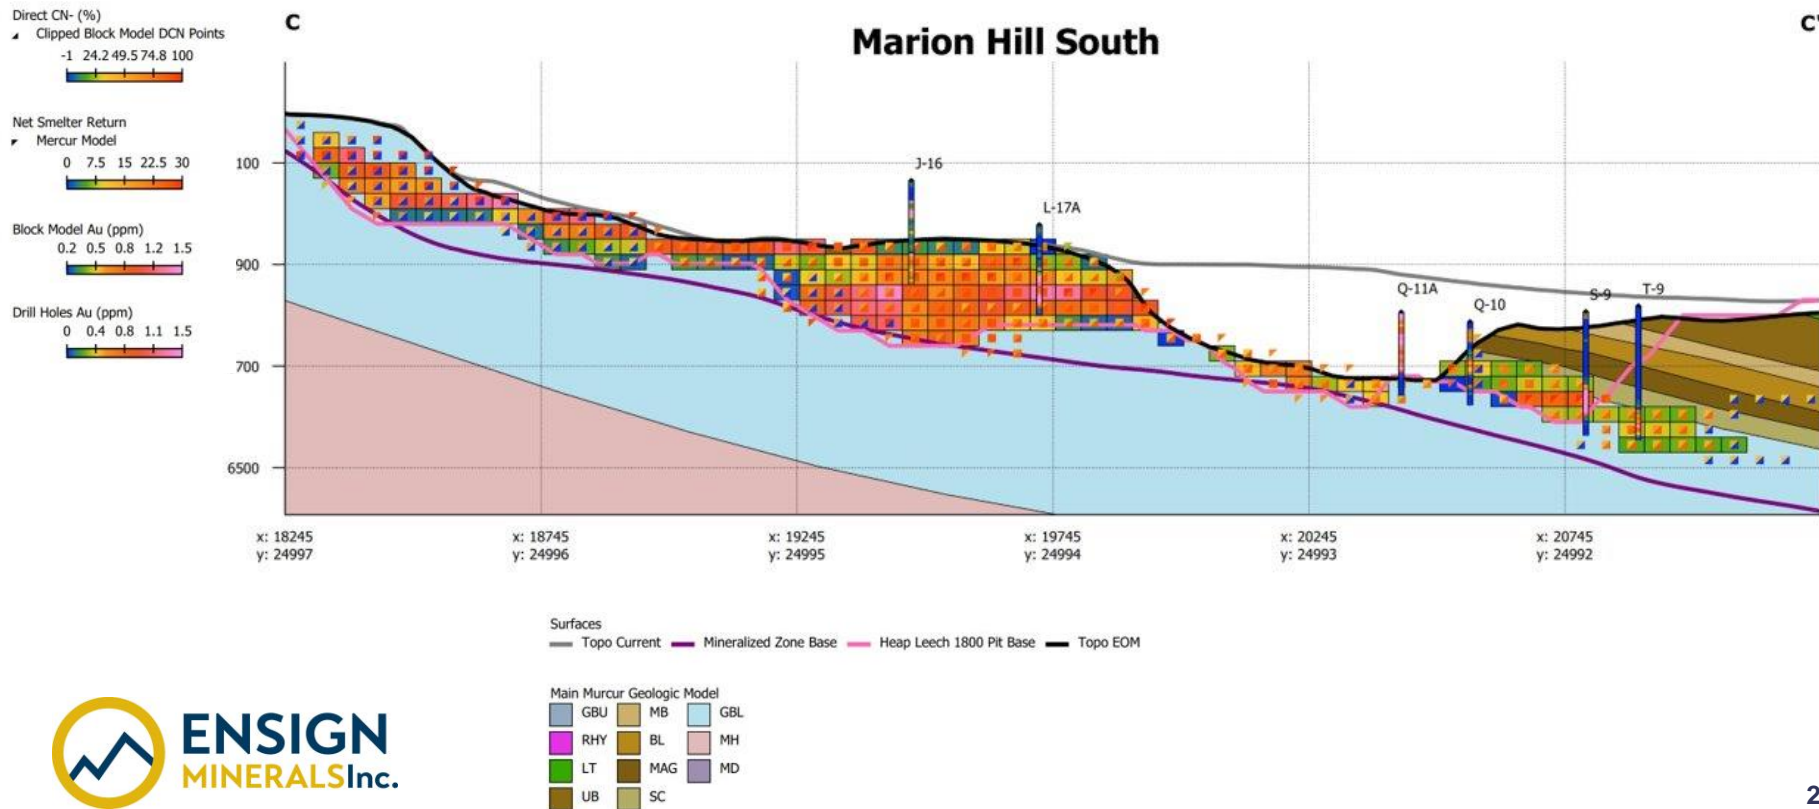 Direct CN- (%)
Clipped Block Model DCN Points
-1 24.2 49.5 74.8 100
Net Smelter Return
Mercur Model
0 7.5 15 22.5 30
Block Model Au (ppm)
0.2 0.5 0.8 1.2 1.5
Drill Holes Au (ppm)
0 0.4 0.8 1.1 1.5
C
Marion Hill South
C'
100
900
700
6500
J-16
L-17A
Q-11A
Q-10
S-9
T-9
x: 18245
y: 24997
x: 18745
y: 24996
x: 19245
y: 24995
x: 19745
y: 24994
x: 20245
y: 24993
x: 20745
y: 24992
Surfaces
Topo Current Mineralized Zone Base Heap Leech 1800 Pit Base Topo EOM
Main Murcur Geologic Model
GBU MB GBL
RHY BL MH
LT MAG MD
UB SC
ENSIGN
MINERALSInc.
2